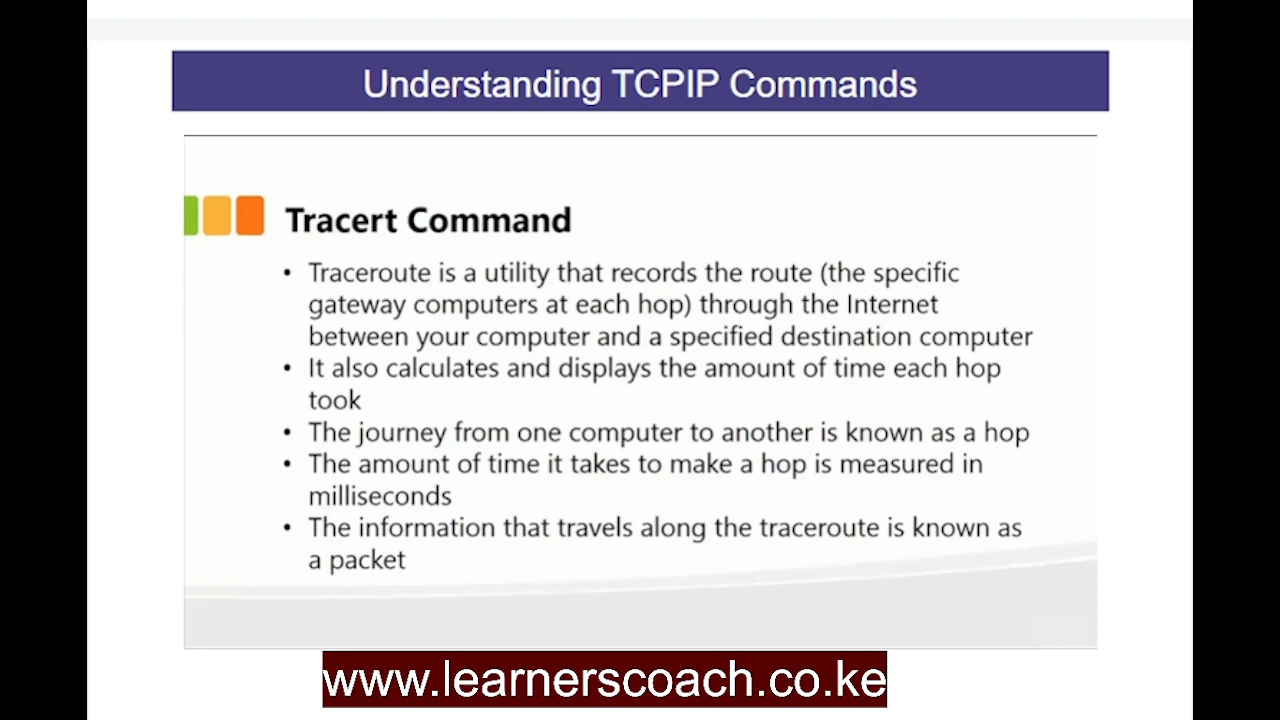 Understanding TCPIP Commands
Tracert Command
• Traceroute is a utility that records the route (the specific
gateway computers at each hop) through the Internet
between your computer and a specified destination computer
• It also calculates and displays the amount of time each hop
took
• The journey from one computer to another is known as a hop
• The amount of time it takes to make a hop is measured in
milliseconds
• The information that travels along the traceroute is known as
a packet
www.learnerscoach.co.ke